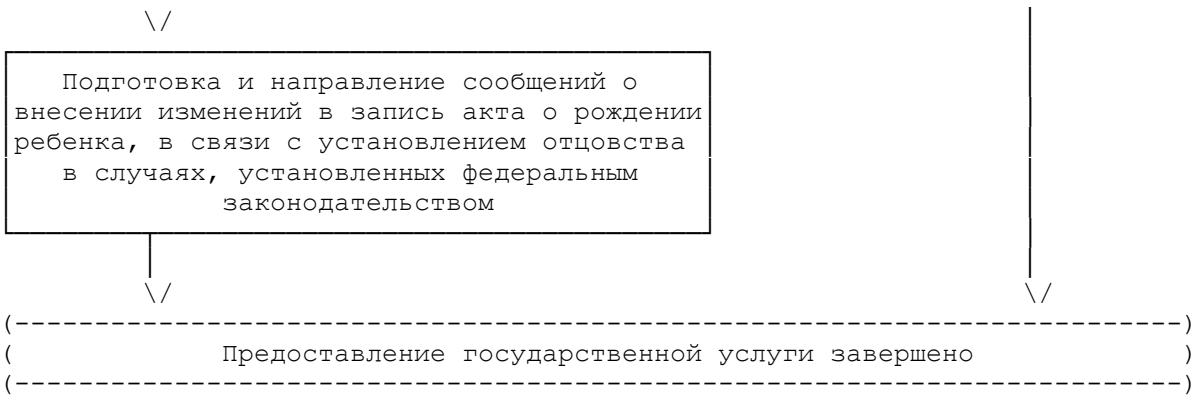 Подготовка и направление сообщений о
внесении изменений в запись акта о рождении
ребенка, в связи с установлением отцовства
в случаях, установленных федеральным
законодательством
Предоставление государственной услуги завершено